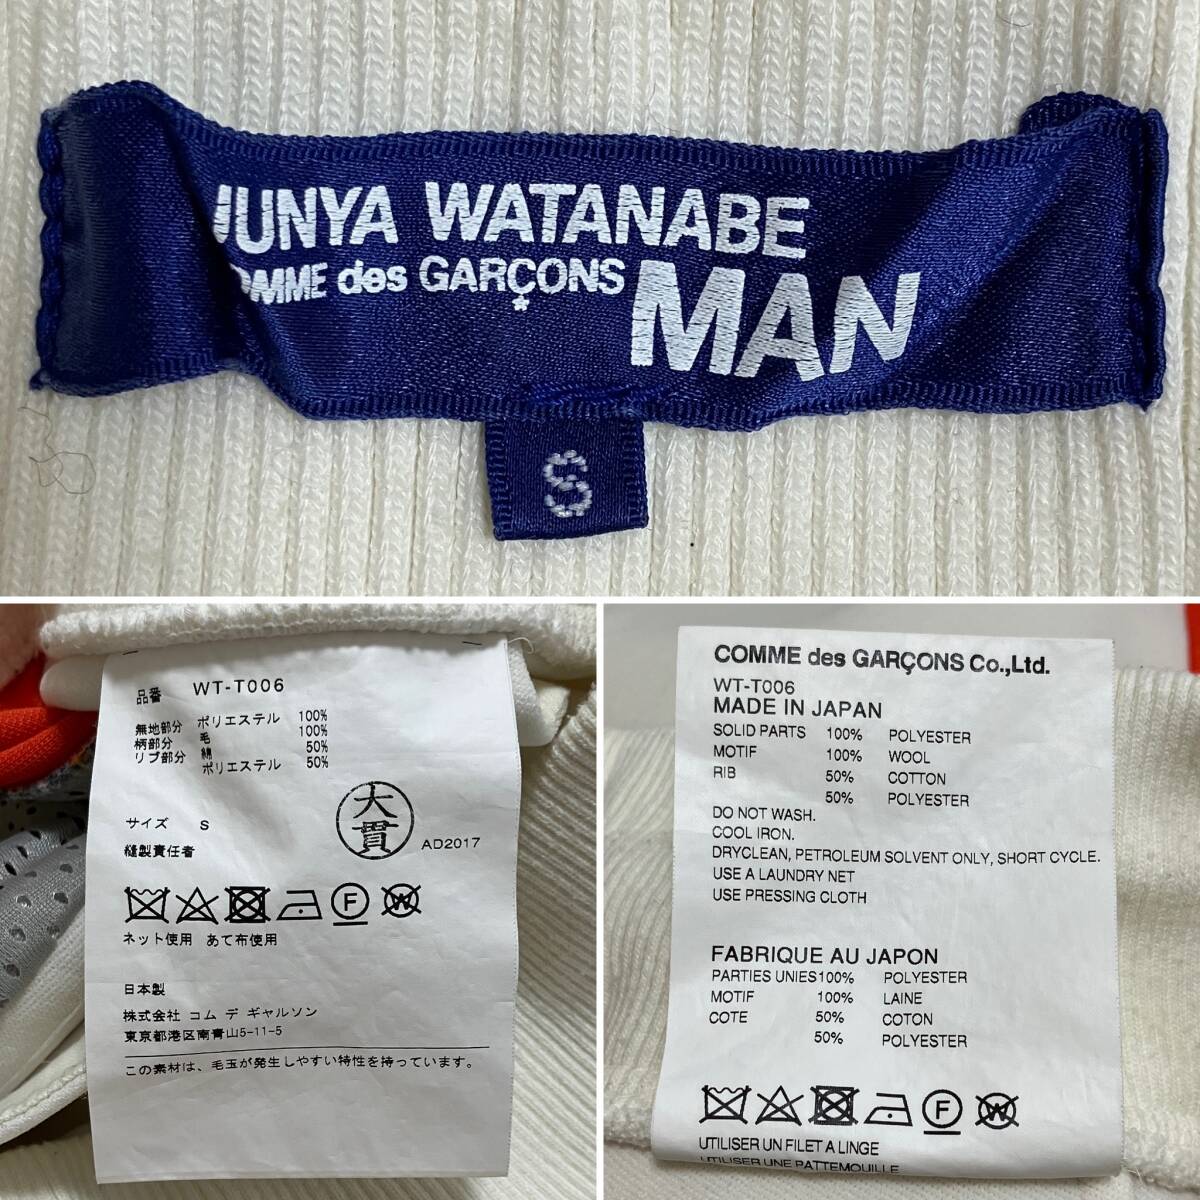 JUNYA WATANABE
COMME des GARÇONS MAN
S
品番 WT-T006
無地部分 ポリエステル 100%
柄部分 毛 100%
リブ部分 綿 50%
ポリエステル 50%
サイズ S
大貫
縫製責任者 AD2017
F W
ネット使用 あて布使用
日本製
株式会社 コム デ ギャルソン
東京都港区南青山5-11-5
この素材は、毛玉が発生しやすい特性を持っています。
COMME des GARÇONS Co.,Ltd.
WT-T006
MADE IN JAPAN
SOLID PARTS 100% POLYESTER
MOTIF 100% WOOL
RIB 50% COTTON
50% POLYESTER
DO NOT WASH.
COOL IRON.
DRYCLEAN, PETROLEUM SOLVENT ONLY, SHORT CYCLE.
USE A LAUNDRY NET
USE PRESSING CLOTH
FABRIQUE AU JAPON
PARTIES UNIES100% POLYESTER
MOTIF 100% LAINE
COTE 50% COTON
50% POLYESTER
F W
UTILISER UN FILET A LINGE
UTILISER UNE PATTEMOUILLE